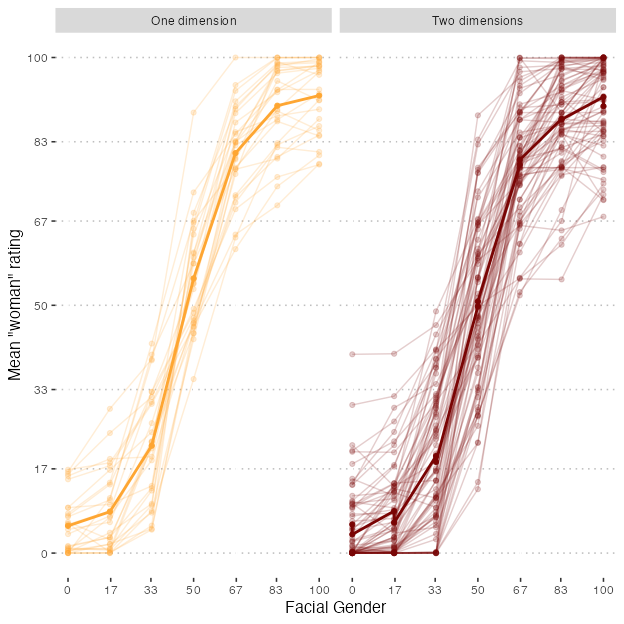 One dimension Two dimensions
100
83
67
50
33
17
0
Mean "woman" rating
0 17 33 50 67 83 100 0 17 33 50 67 83 100
Facial Gender